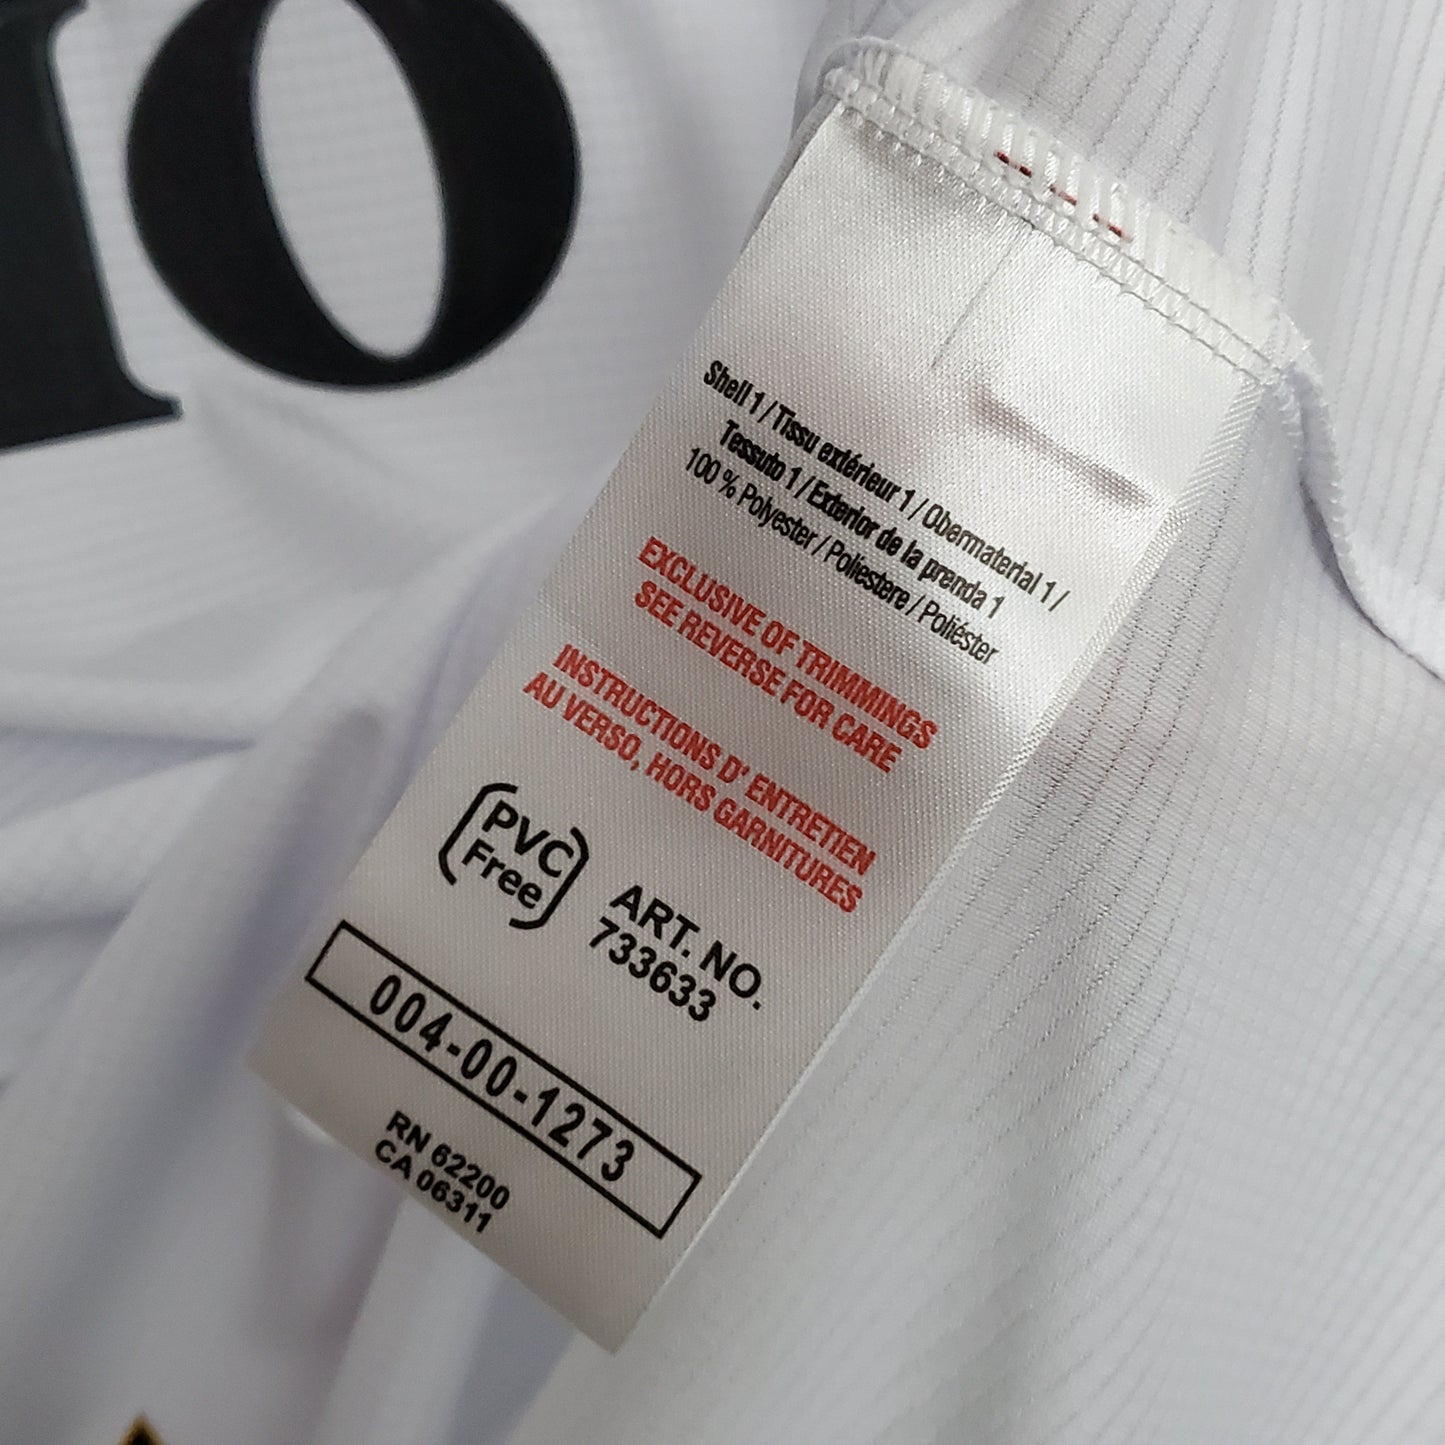 10
Shell 1 / Tissu extérieur 1 / Obermaterial 1 /
Tessuto 1 / Exterior de la prenda 1
100 % Polyester / Poliestere / Poliéster
EXCLUSIVE OF TRIMMINGS
SEE REVERSE FOR CARE
INSTRUCTIONS D' ENTRETIEN
AU VERSO, HORS GARNITURES
PVC
Free
ART. NO.
733633
004-00-1273
RN 62200
CA 06311